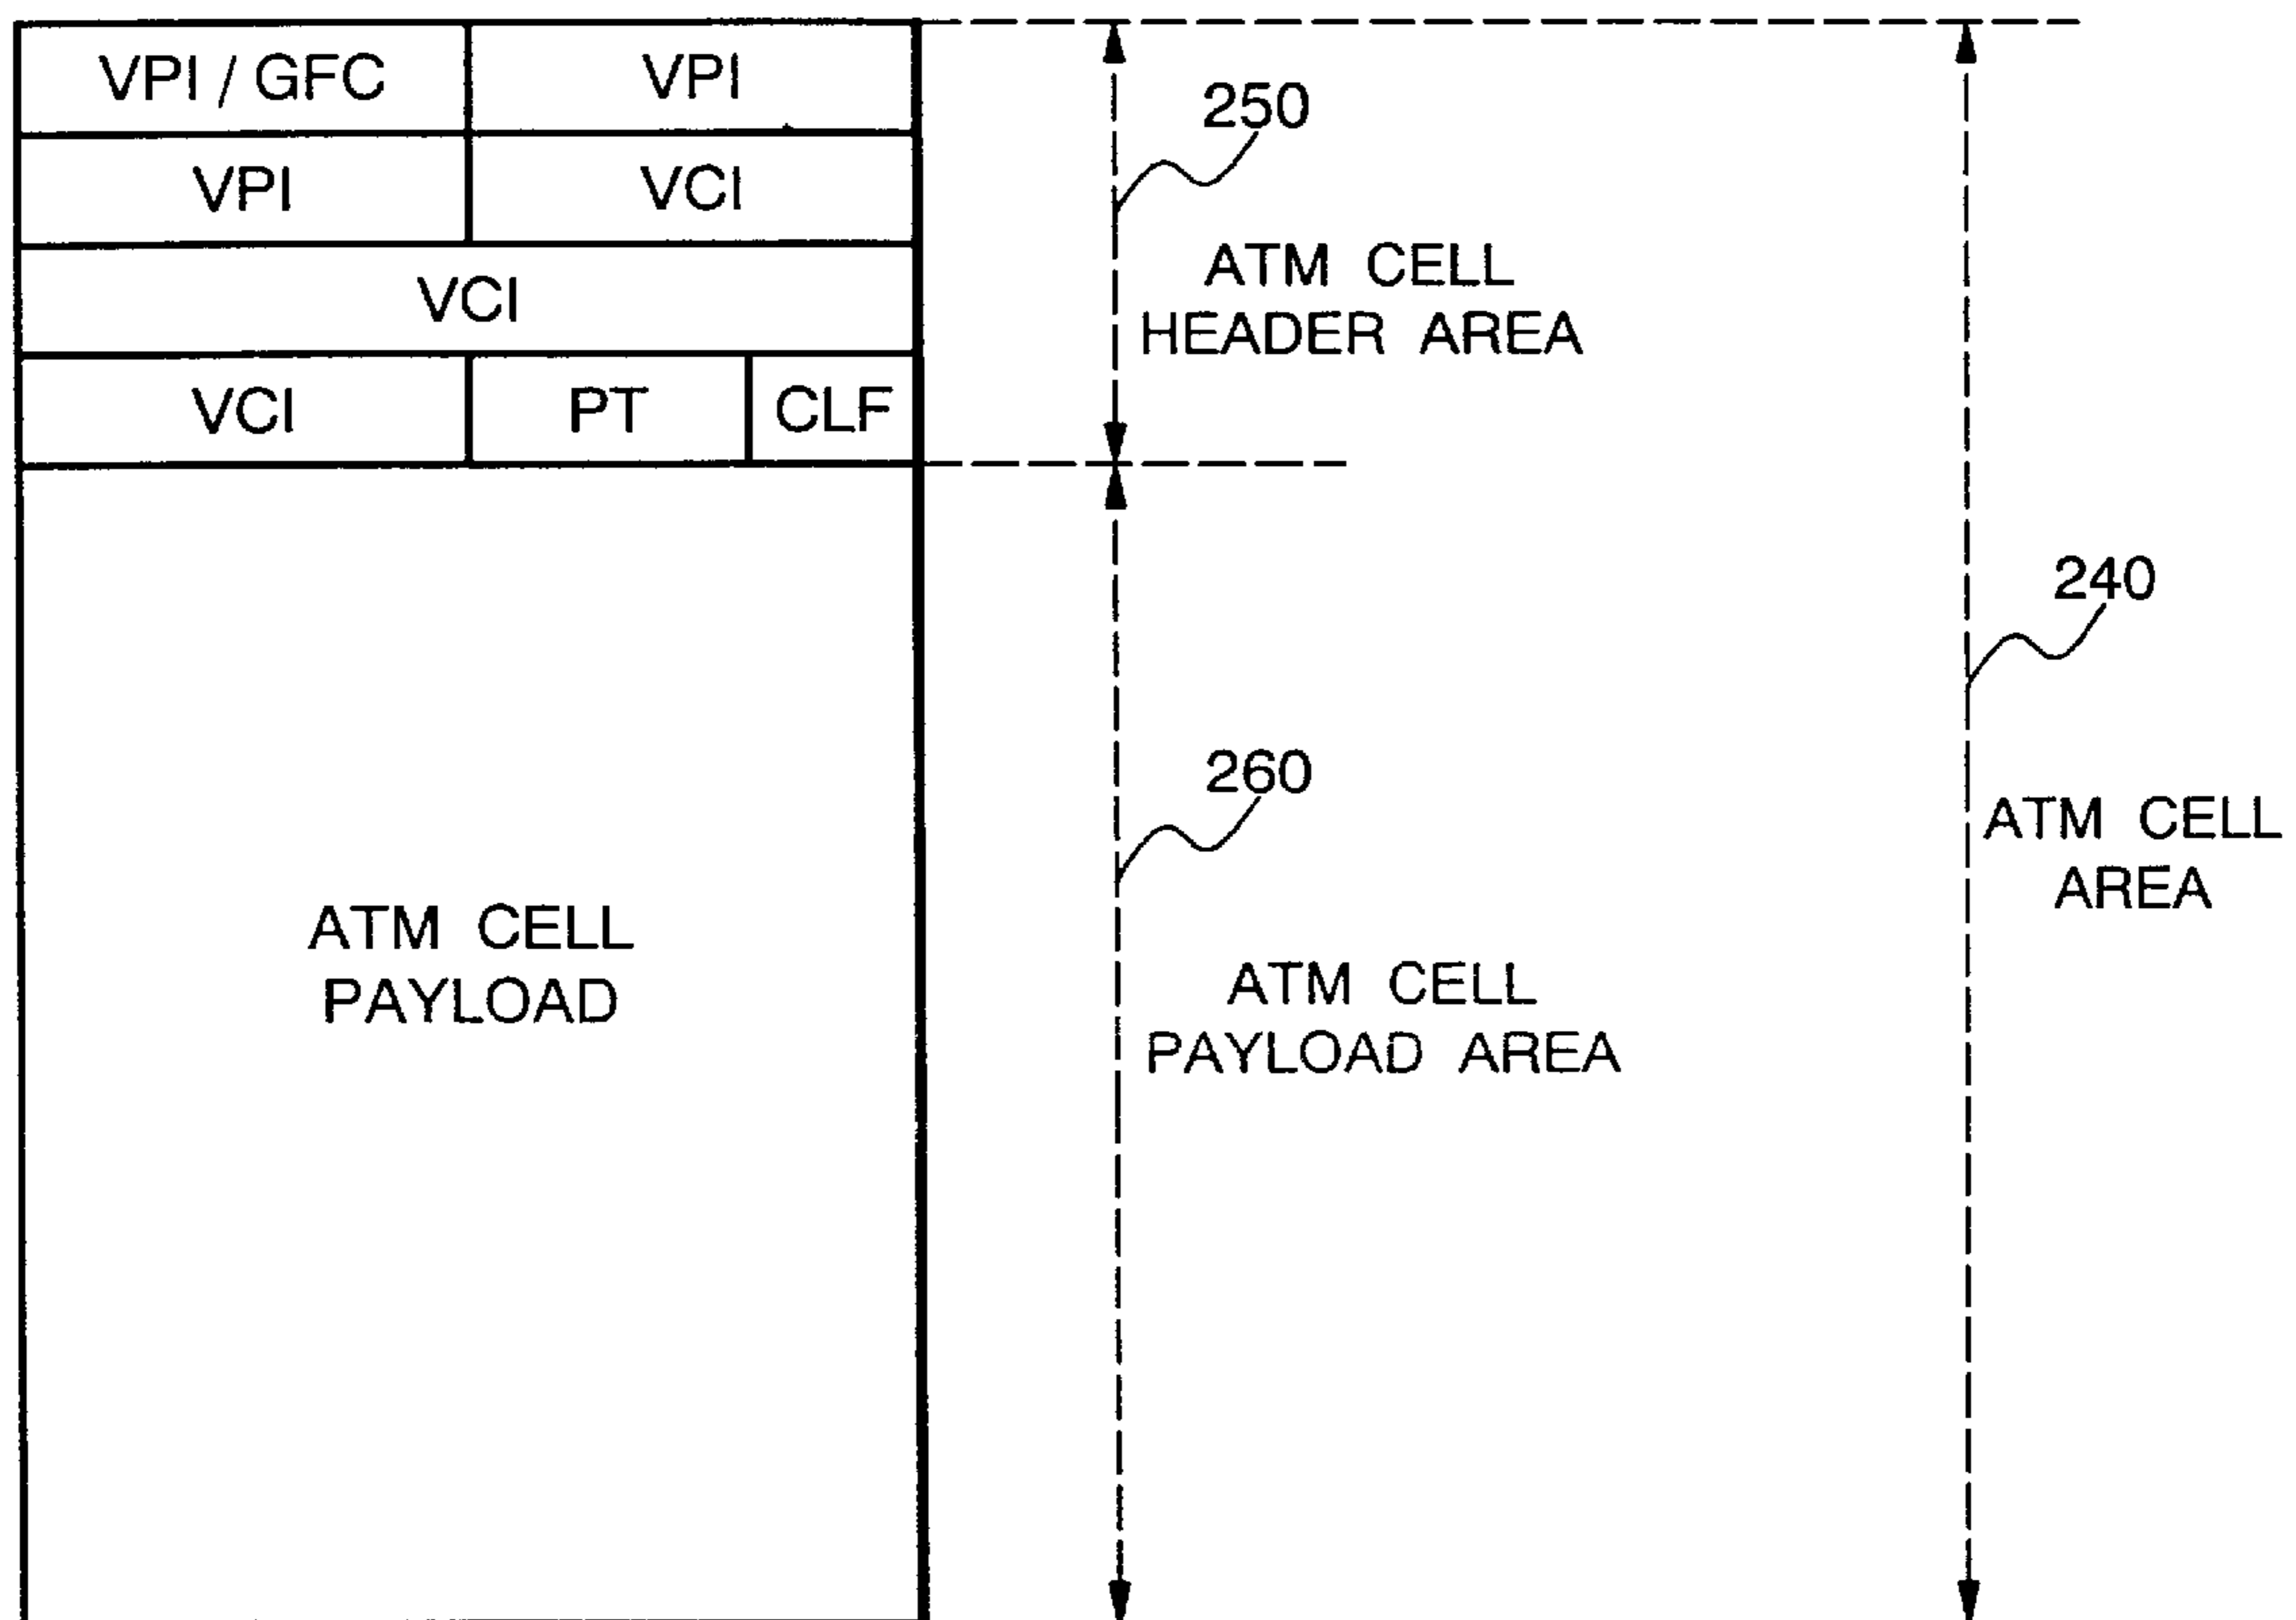 VPI / GFC VPI
VPI VCI
VCI
VCI PT CLF
250
ATM CELL
HEADER AREA
240
ATM CELL
AREA
260
ATM CELL
PAYLOAD AREA
ATM CELL
PAYLOAD